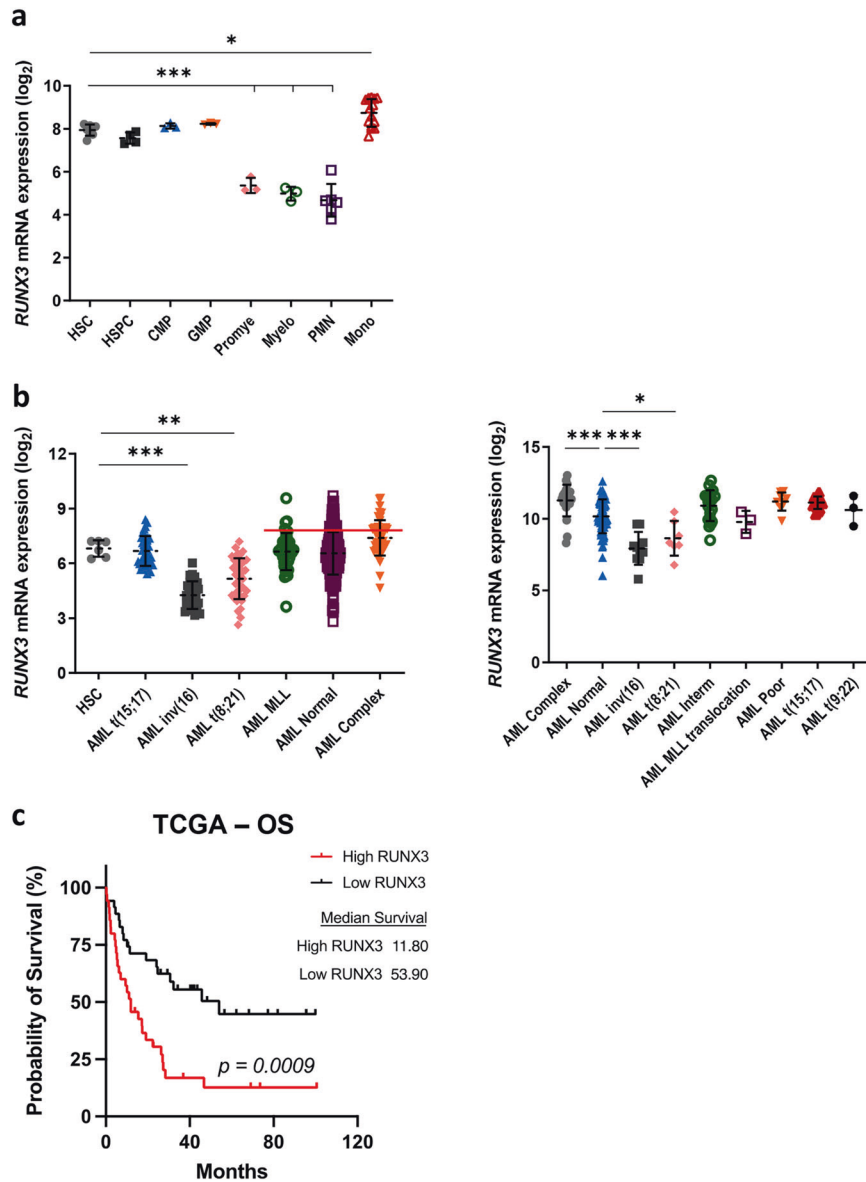 a
*
***
RUNX3 mRNA expression (log2)
10
8
6
4
2
0
HSC
HSPC
CMP
GMP
Promye
Myelo
PMN
Mono
b
**
***
RUNX3 mRNA expression (log2)
12
9
6
3
0
HSC
AML t(15;17)
AML inv(16)
AML t(8;21)
AML MLL
AML Normal
AML Complex
*
*** ***
RUNX3 mRNA expression (log2)
15
10
5
0
AML Complex
AML Normal
AML inv(16)
AML t(8;21)
AML Interm
AML MLL translocation
AML Poor
AML t(15;17)
AML t(9;22)
c
TCGA – OS
High RUNX3
Low RUNX3
Median Survival
High RUNX3 11.80
Low RUNX3 53.90
Probability of Survival (%)
100
75
50
25
0
p = 0.0009
0 40 80 120
Months